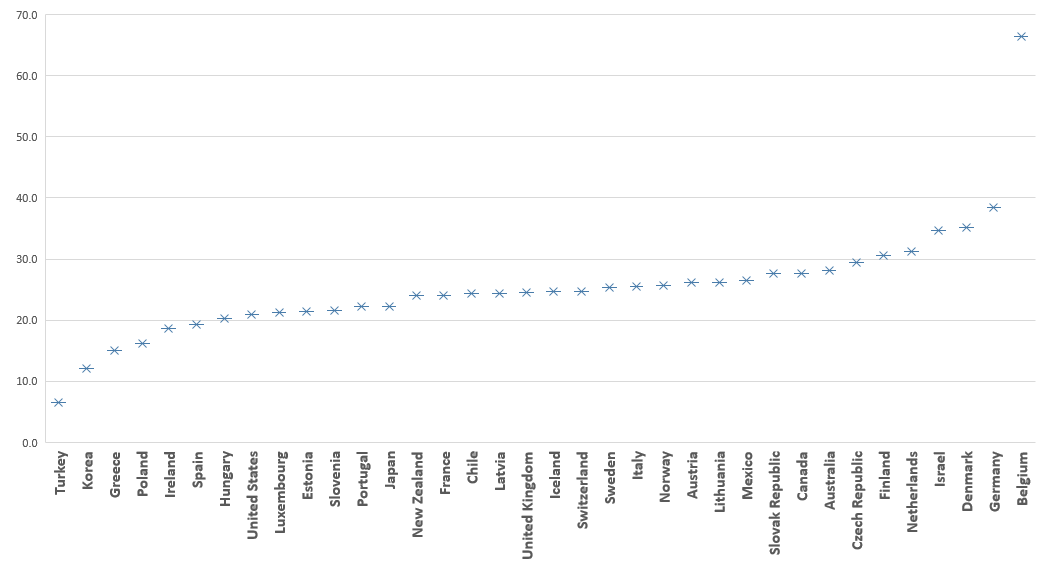 70.0
60.0
50.0
40.0
30.0
20.0
10.0
0.0
Turkey
Korea
Greece
Poland
Ireland
Spain
Hungary
United States
Luxembourg
Estonia
Slovenia
Portugal
Japan
New Zealand
France
Chile
Latvia
United Kingdom
Iceland
Switzerland
Sweden
Italy
Norway
Austria
Lithuania
Mexico
Slovak Republic
Canada
Australia
Czech Republic
Finland
Netherlands
Israel
Denmark
Germany
Belgium